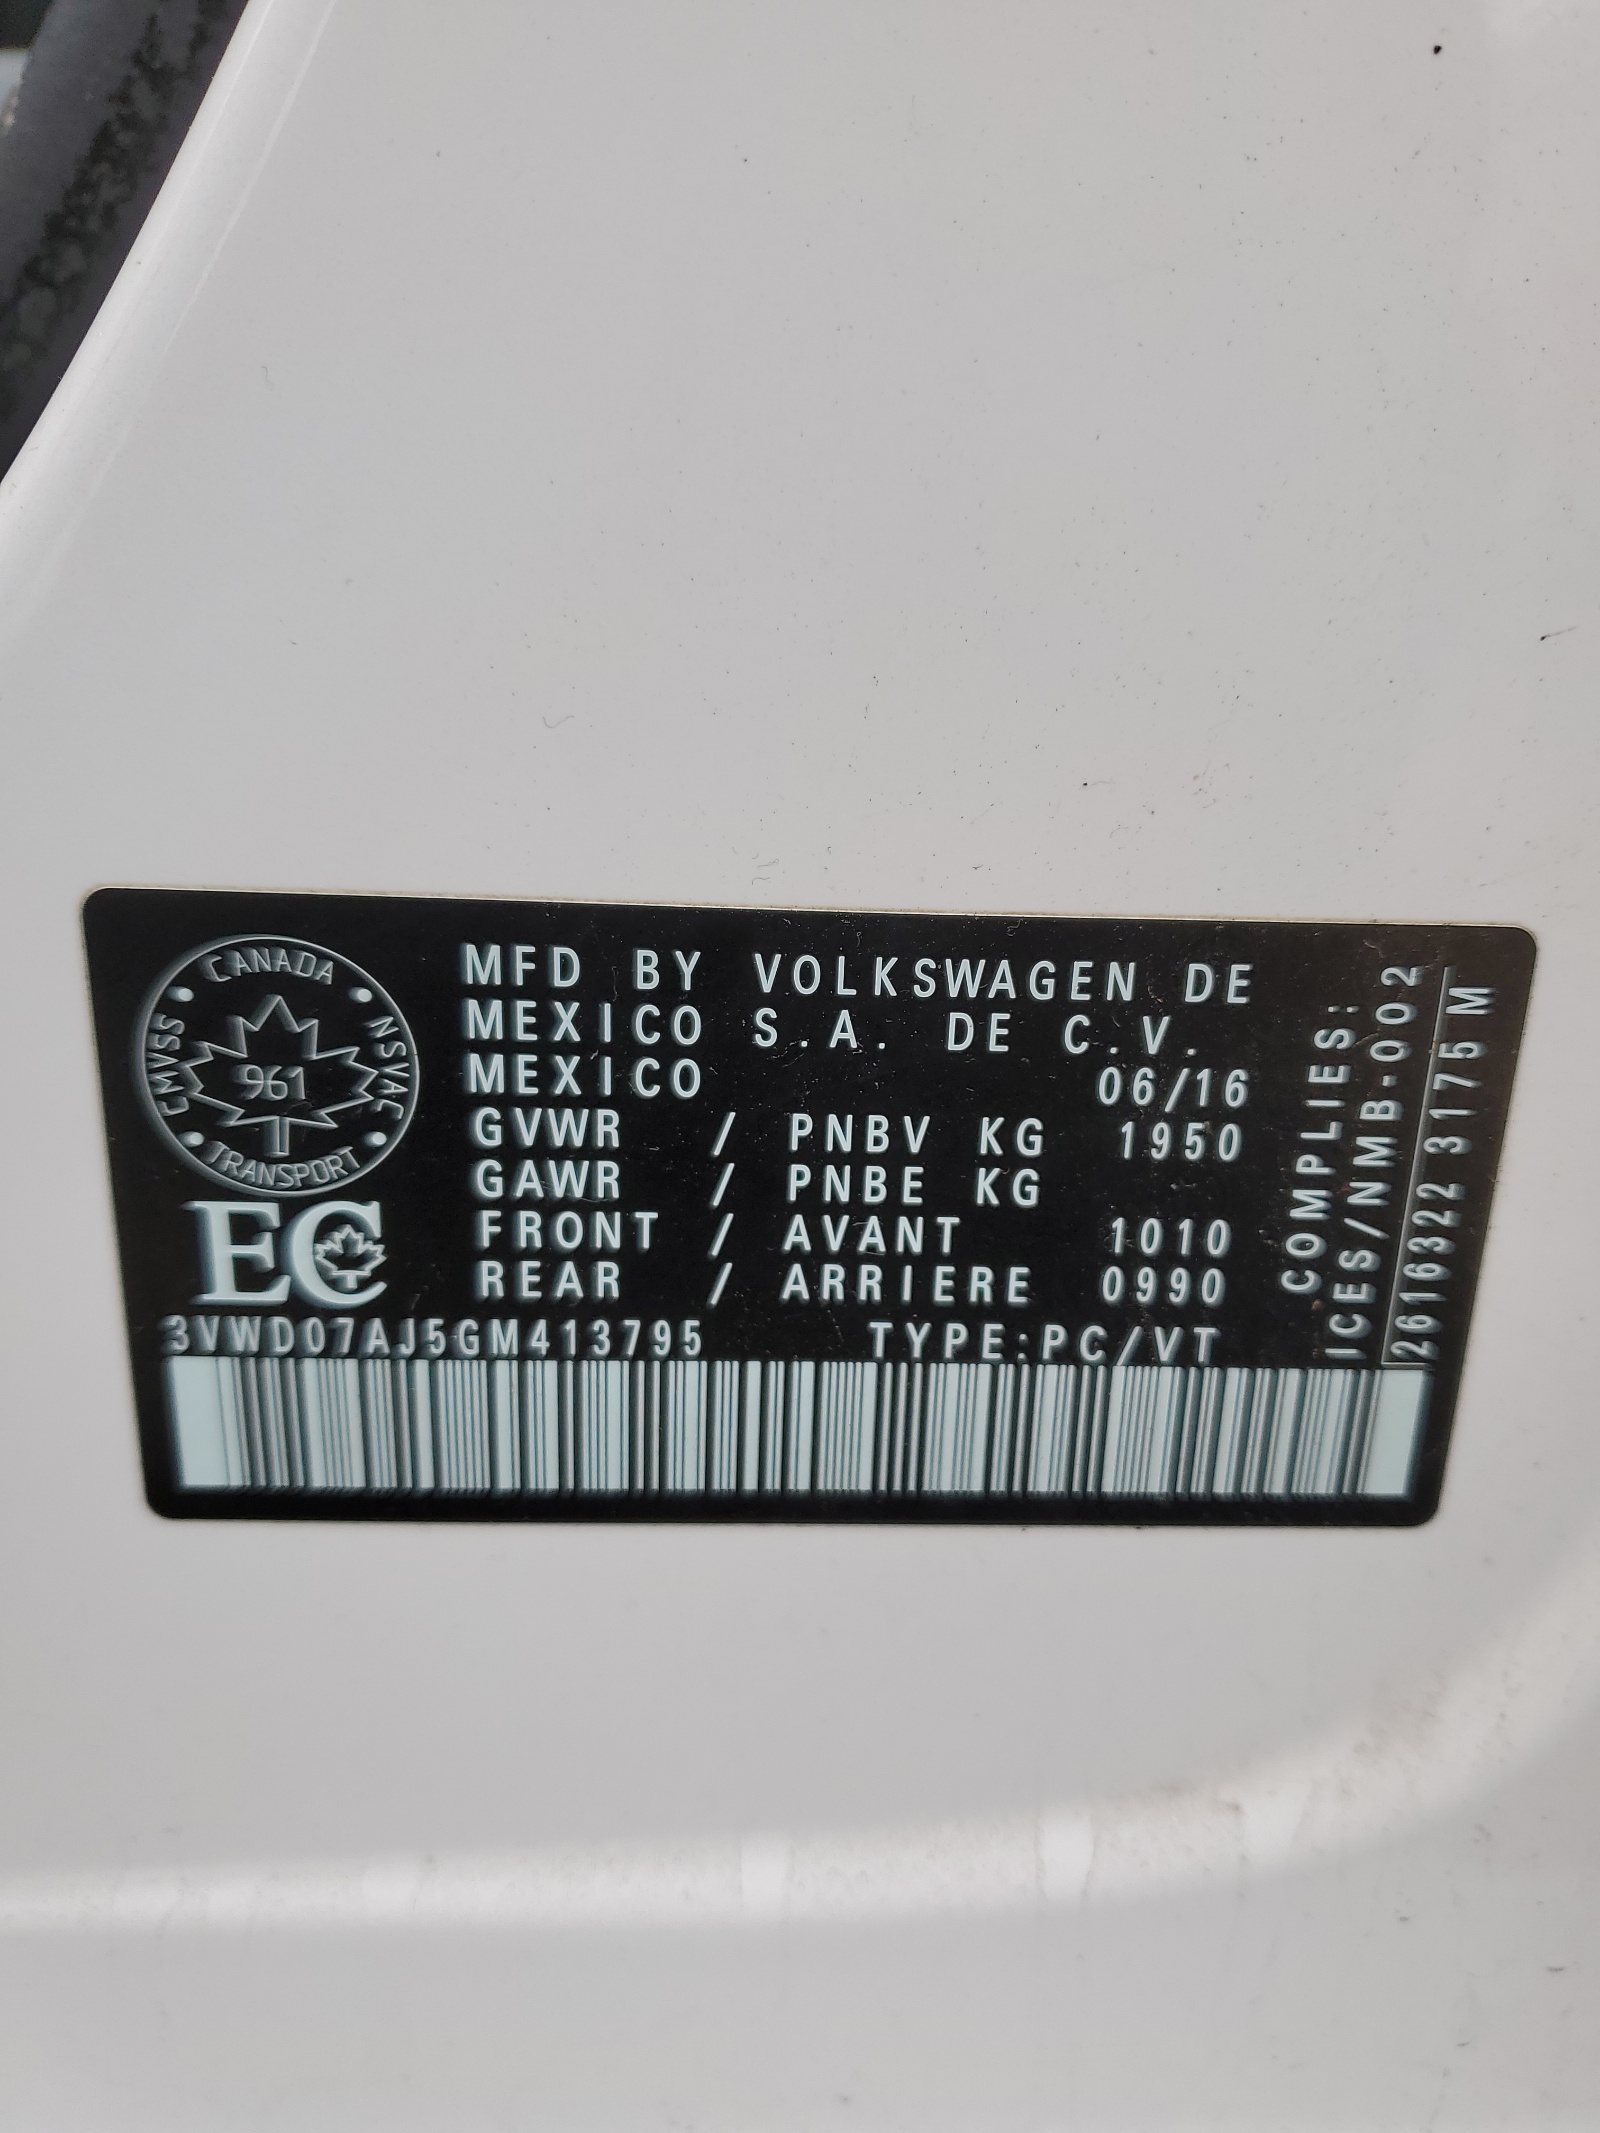 CANADA
CMVSS
NSVAC
961
TRANSPORT
EC
MFD BY VOLKSWAGEN DE
MEXICO S.A. DE C.V.
MEXICO 06/16
GVWR / PNBV KG 1950
GAWR / PNBE KG
FRONT / AVANT 1010
REAR / ARRIERE 0990
3VWD07AJ5GM413795 TYPE:PC/VT
COMPLIES:
ICES/NMB-002
2616322 3175 M